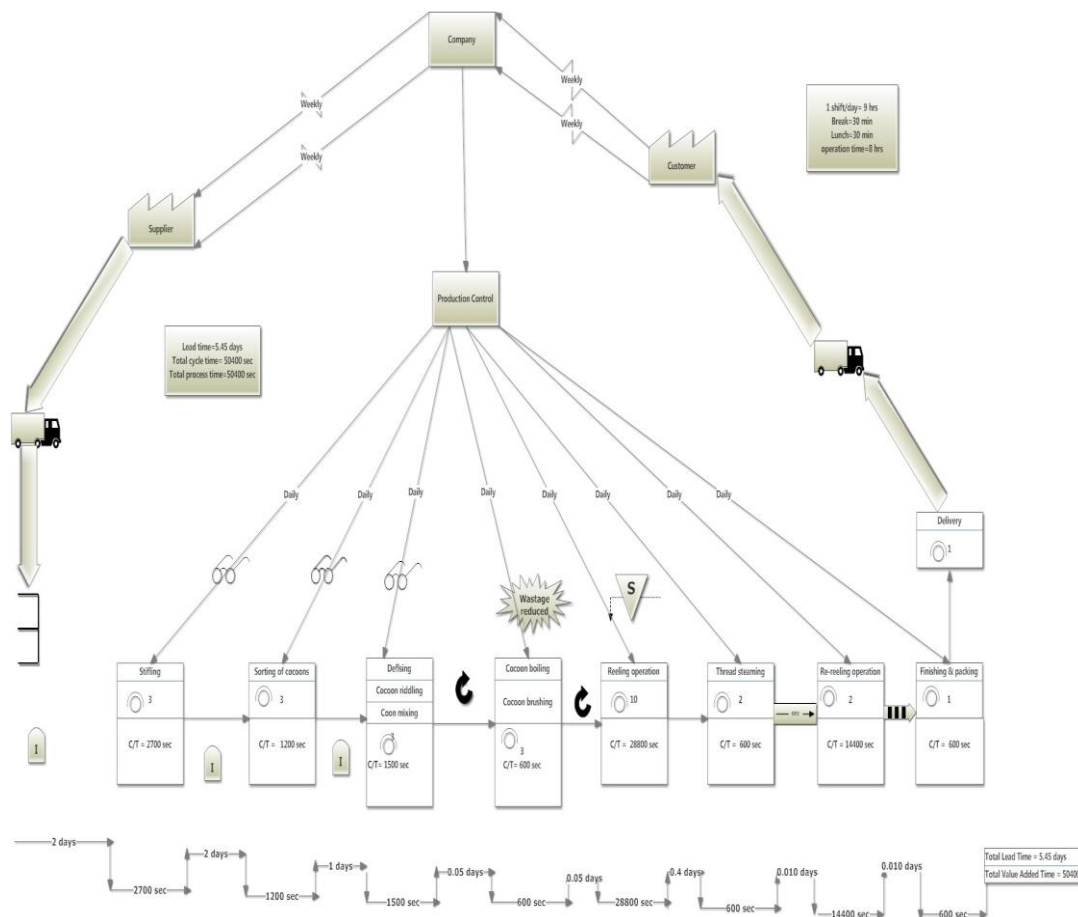 Company
Weekly
Weekly
Weekly
Weekly
1 shift/day= 9 hrs
Break=30 min
Lunch=30 min
operation time=8 hrs
Customer
Supplier
Production Control
Lead time=5.45 days
Total cycle time= 50400 sec
Total process time=50400 sec
Daily
Daily
Daily
Daily
Daily
Daily
Daily
Daily
Delivery
1
Wastage
reduced
S
Stifling
3
C/T = 2700 sec
Sorting of cocoons
3
C/T = 1200 sec
Deflsing
Cocoon riddling
Coon mixing
3
C/T= 1500 sec
Cocoon boiling
Cocoon brushing
3
C/T= 600 sec
Reeling operation
10
C/T = 28800 sec
Thread steaming
2
C/T = 600 sec
Re-reeling operation
2
C/T =14400 sec
Finishing & packing
1
C/T = 600 sec
I
I
I
2 days
2700 sec
2 days
1200 sec
1 days
1500 sec
0.05 days
600 sec
0.05 days
28800 sec
0.4 days
600 sec
0.010 days
14400 sec
0.010 days
600 sec
Total Lead Time = 5.45 days
Total Value Added Time = 50400